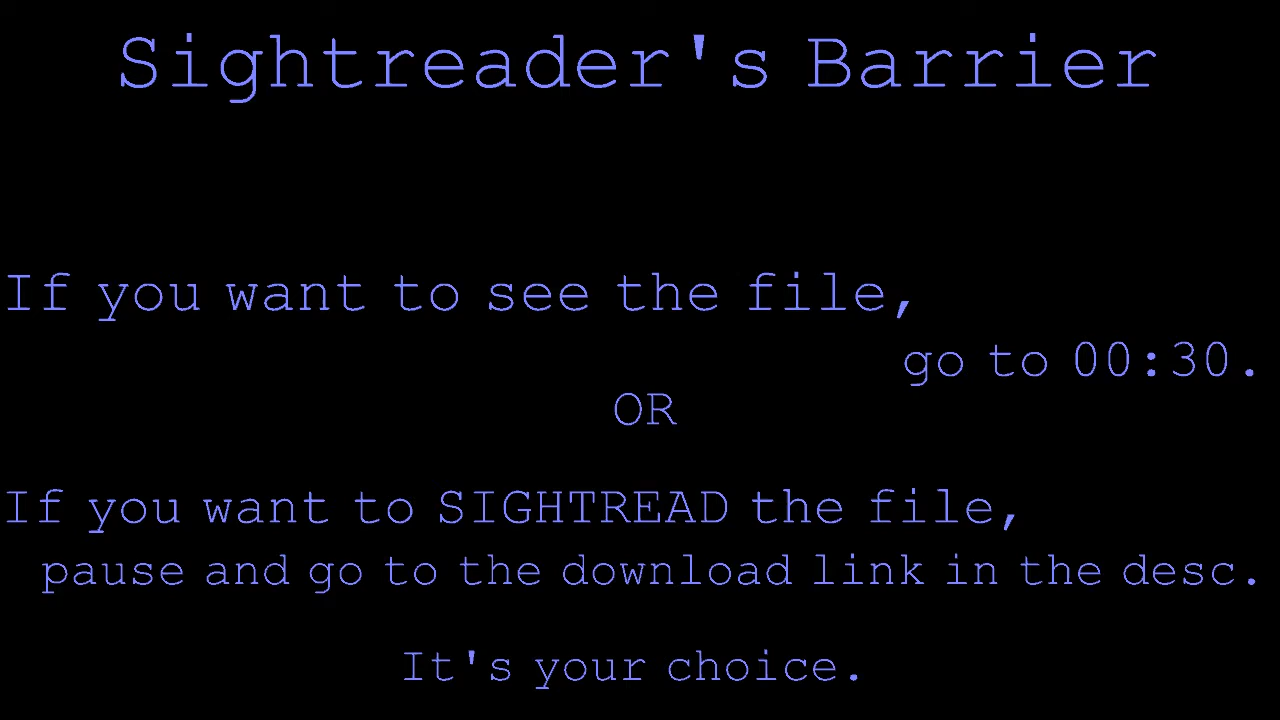 Sightreader's Barrier
If you want to see the file,
go to 00:30.
OR
If you want to SIGHTREAD the file,
pause and go to the download link in the desc.
It's your choice.